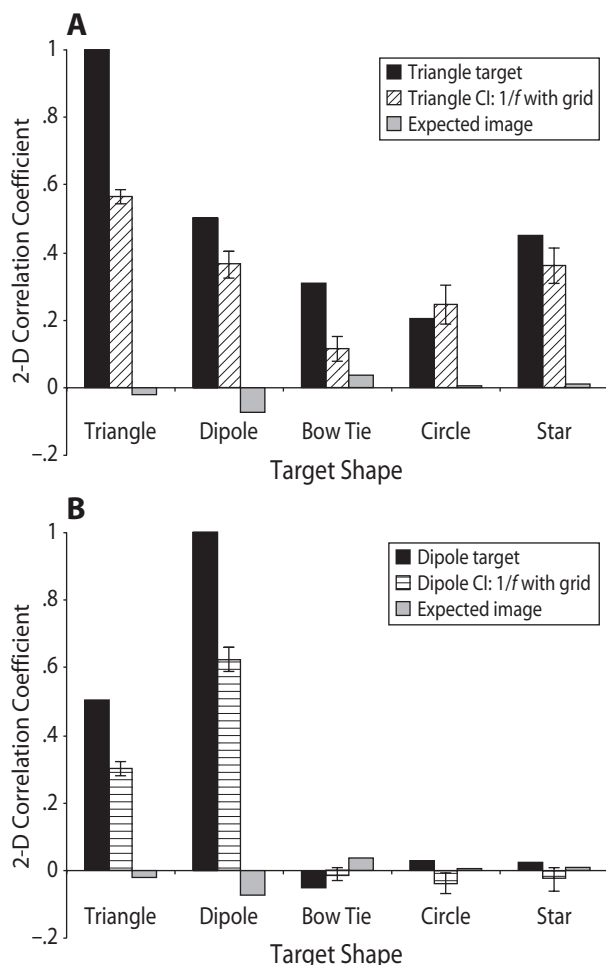 A
1
.8
.6
.4
.2
0
–.2
2-D Correlation Coefficient
Triangle target
Triangle CI: 1/f with grid
Expected image
Triangle Dipole Bow Tie Circle Star
Target Shape
B
1
.8
.6
.4
.2
0
–.2
2-D Correlation Coefficient
Dipole target
Dipole CI: 1/f with grid
Expected image
Triangle Dipole Bow Tie Circle Star
Target Shape